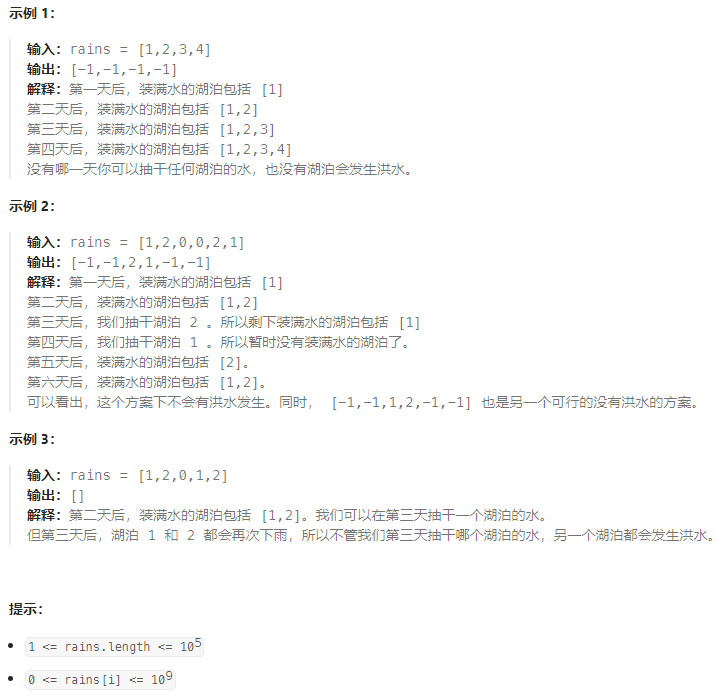 示例 1：
输入：rains = [1,2,3,4]
输出：[-1,-1,-1,-1]
解释：第一天后，装满水的湖泊包括 [1]
第二天后，装满水的湖泊包括 [1,2]
第三天后，装满水的湖泊包括 [1,2,3]
第四天后，装满水的湖泊包括 [1,2,3,4]
没有哪一天你可以抽干任何湖泊的水，也没有湖泊会发生洪水。
示例 2：
输入：rains = [1,2,0,0,2,1]
输出：[-1,-1,2,1,-1,-1]
解释：第一天后，装满水的湖泊包括 [1]
第二天后，装满水的湖泊包括 [1,2]
第三天后，我们抽干湖泊 2 。所以剩下装满水的湖泊包括 [1]
第四天后，我们抽干湖泊 1 。所以暂时没有装满水的湖泊了。
第五天后，装满水的湖泊包括 [2]。
第六天后，装满水的湖泊包括 [1,2]。
可以看出，这个方案下不会有洪水发生。同时， [-1,-1,1,2,-1,-1] 也是另一个可行的没有洪水的方案。
示例 3：
输入：rains = [1,2,0,1,2]
输出：[]
解释：第二天后，装满水的湖泊包括 [1,2]。我们可以在第三天抽干一个湖泊的水。
但第三天后，湖泊 1 和 2 都会再次下雨，所以不管我们第三天抽干哪个湖泊的水，另一个湖泊都会发生洪水。
提示：
1 <= rains.length <= 10⁵
0 <= rains[i] <= 10⁹